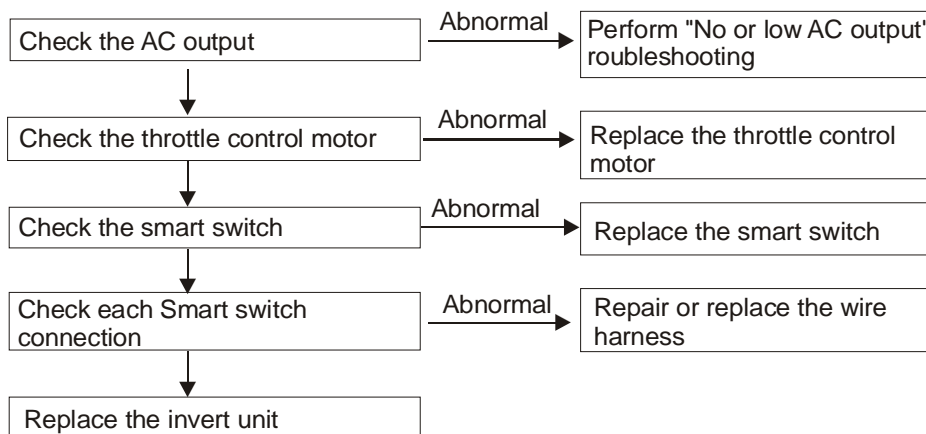 Check the AC output
Abnormal
Perform "No or low AC output"
roubleshooting
Check the throttle control motor
Abnormal
Replace the throttle control
motor
Check the smart switch
Abnormal
Replace the smart switch
Check each Smart switch
connection
Abnormal
Repair or replace the wire
harness
Replace the invert unit